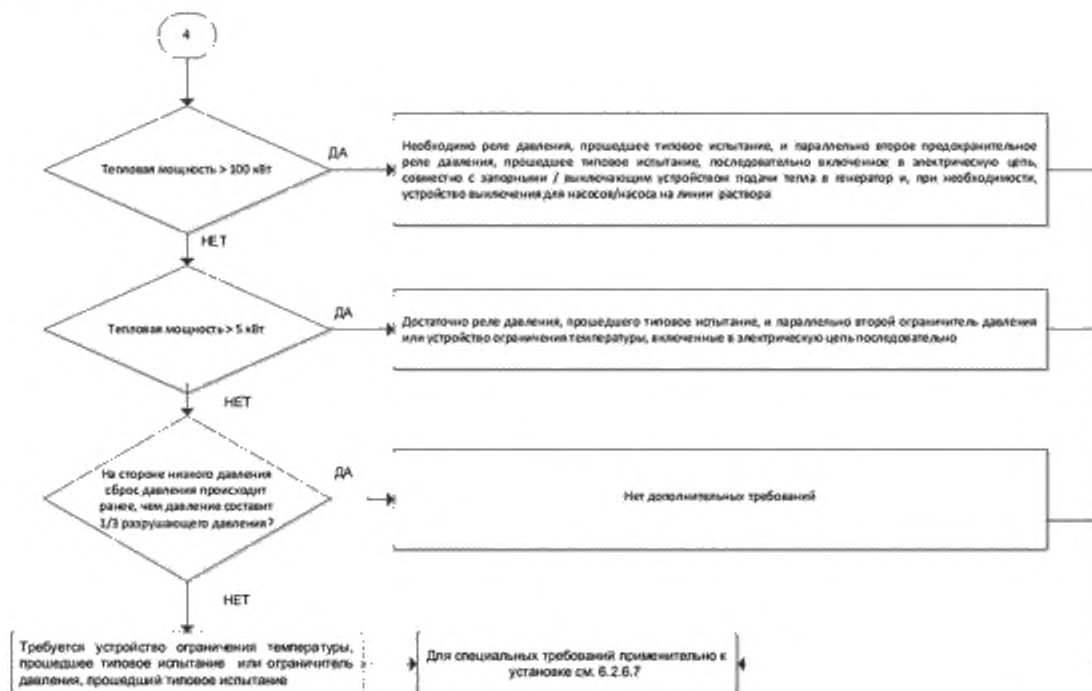 4
Тепловая мощность > 100 кВт
ДА
Необходимо реле давления, прошедшее типовое испытание, и параллельно второе предохранительное
реле давления, прошедшее типовое испытание, последовательно включенное в электрическую цепь,
совместно с запорными / выключающим устройством подачи тепла в генератор и, при необходимости,
устройство выключения для насосов/насоса на линии раствора
НЕТ
Тепловая мощность > 5 кВт
ДА
Достаточно реле давления, прошедшего типовое испытание, и параллельно второй ограничитель давления
или устройство ограничения температуры, включенные в электрическую цепь последовательно
НЕТ
На стороне низкого давления
сброс давления происходит
ранее, чем давление составит
1/3 разрушающего давления?
ДА
Нет дополнительных требований
НЕТ
Требуется устройство ограничения температуры,
прошедшее типовое испытание или ограничитель
давления, прошедший типовое испытание
Для специальных требований применительно к
установке см. 6.2.6.7